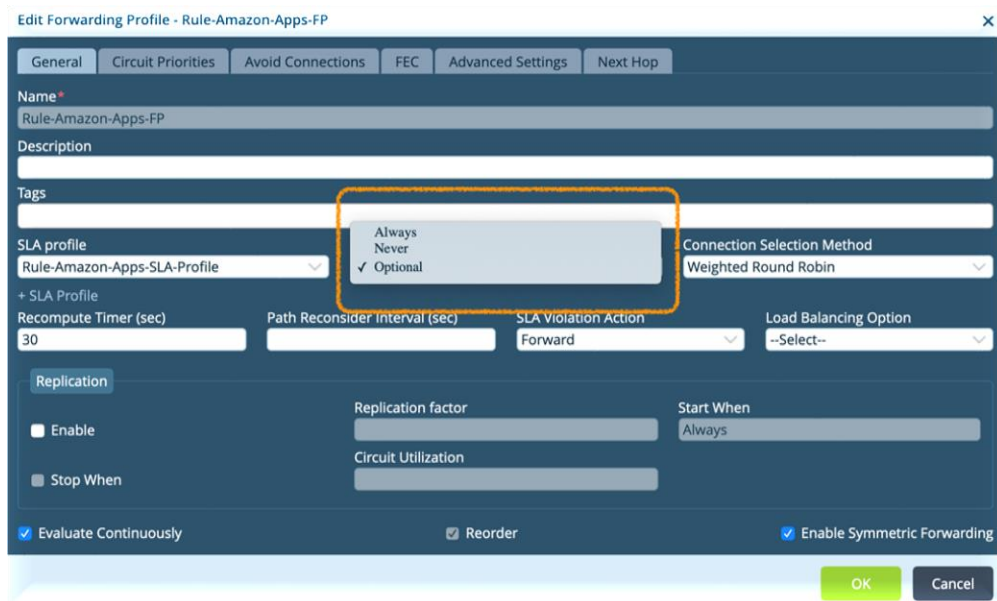 Edit Forwarding Profile - Rule-Amazon-Apps-FP ×
General Circuit Priorities Avoid Connections FEC Advanced Settings Next Hop
Name*
Rule-Amazon-Apps-FP
Description
Tags
Always
Never
✓ Optional
SLA profile Connection Selection Method
Rule-Amazon-Apps-SLA-Profile Weighted Round Robin
+ SLA Profile
Recompute Timer (sec) Path Reconsider Interval (sec) SLA Violation Action Load Balancing Option
30 Forward --Select--
Replication
Replication factor Start When
Enable Always
Circuit Utilization
Stop When
Evaluate Continuously Reorder Enable Symmetric Forwarding
OK Cancel